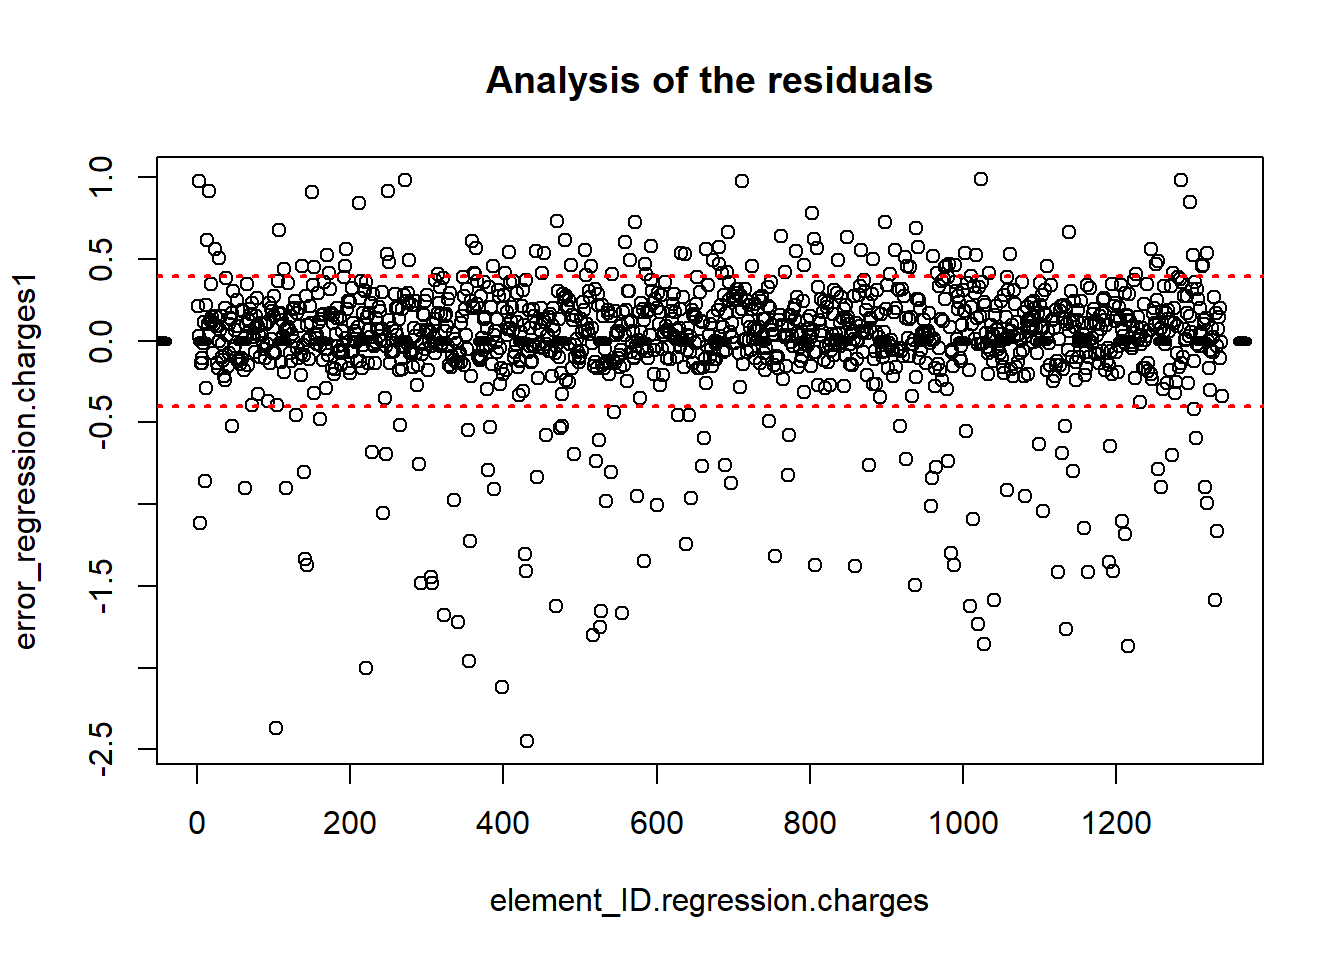 Analysis of the residuals
error_regression.charges1
1.0
0.5
0.0
-0.5
-1.5
-2.5
0 200 400 600 800 1000 1200
element_ID.regression.charges